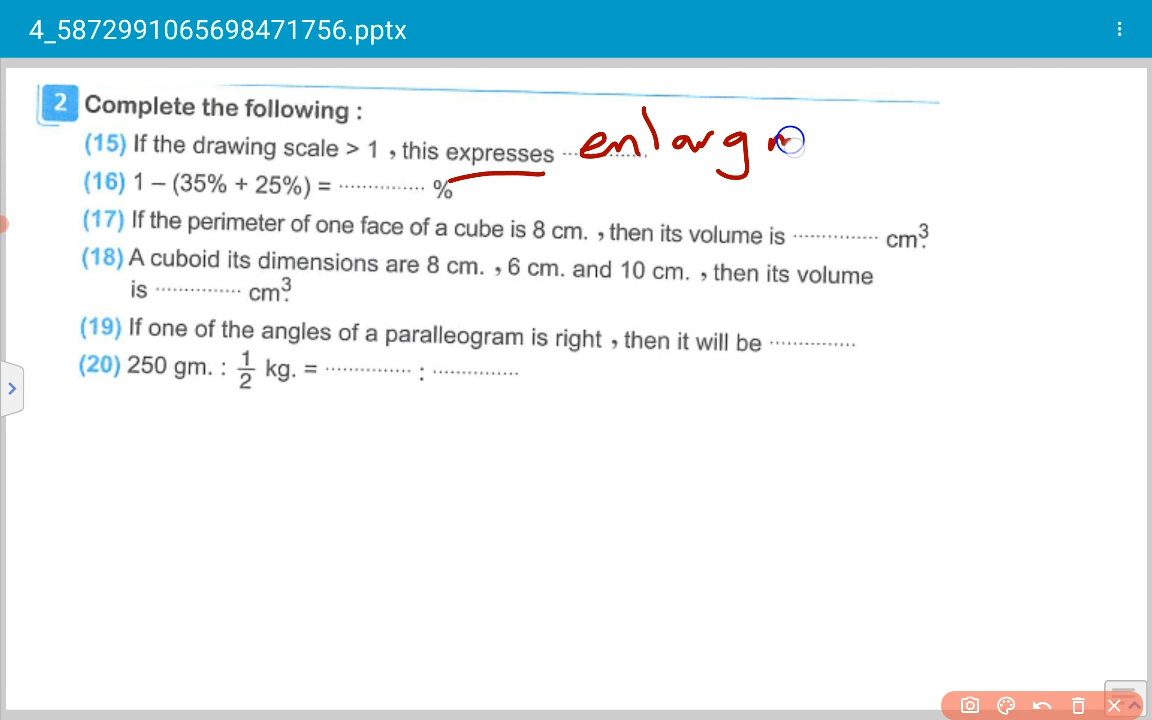 4_5872991065698471756.pptx
2 Complete the following :
(15) If the drawing scale > 1 , this expresses ............... enlarg
(16) 1 – (35% + 25%) = ............... %
(17) If the perimeter of one face of a cube is 8 cm. , then its volume is ............... cm³.
(18) A cuboid its dimensions are 8 cm. , 6 cm. and 10 cm. , then its volume
is ............... cm³.
(19) If one of the angles of a paralleogram is right , then it will be ...............
(20) 250 gm. : 1/2 kg. = ............... : ...............